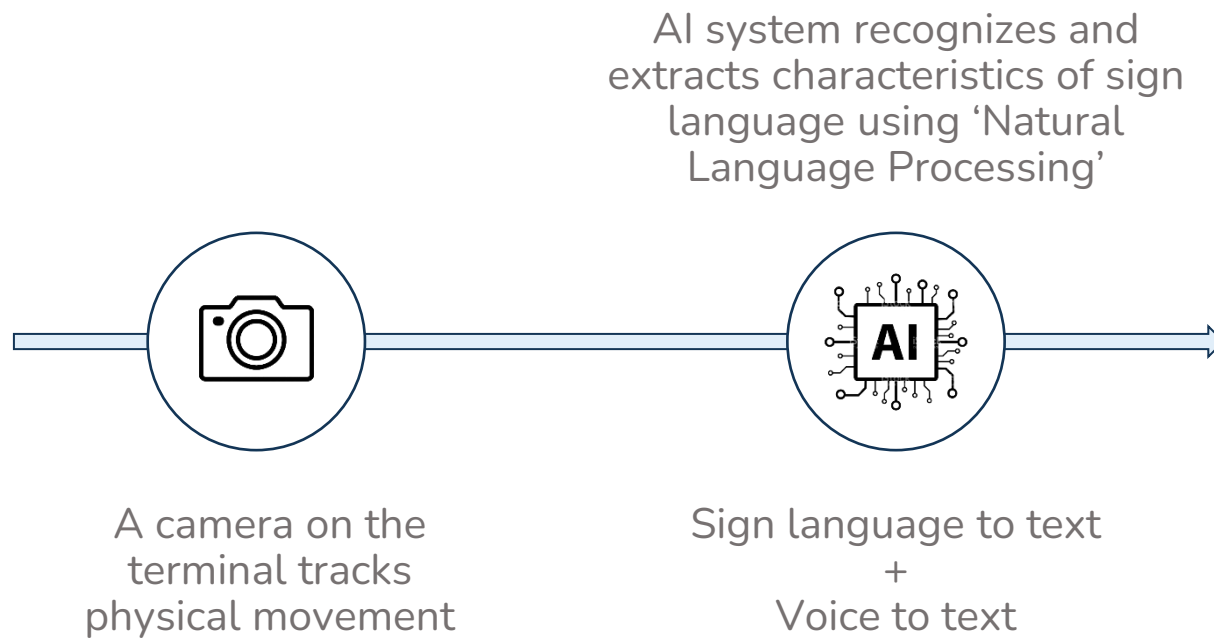 AI system recognizes and
extracts characteristics of sign
language using ‘Natural
Language Processing’
AI
A camera on the
terminal tracks
physical movement
Sign language to text
+
Voice to text